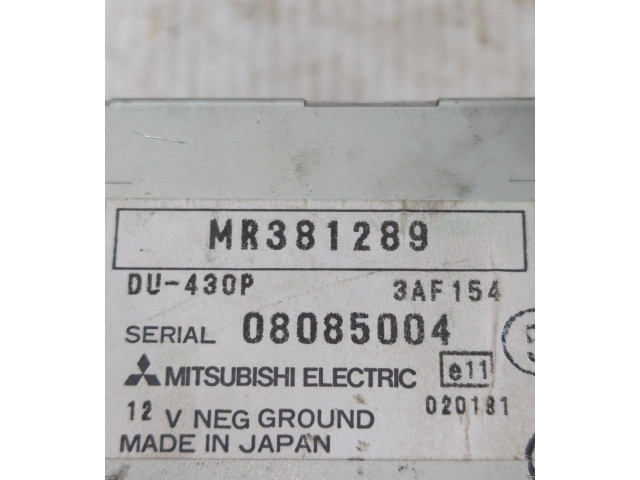 MR381289
DU-430P 3AF154
SERIAL 08085004
MITSUBISHI ELECTRIC e11
12 V NEG GROUND 020181
MADE IN JAPAN